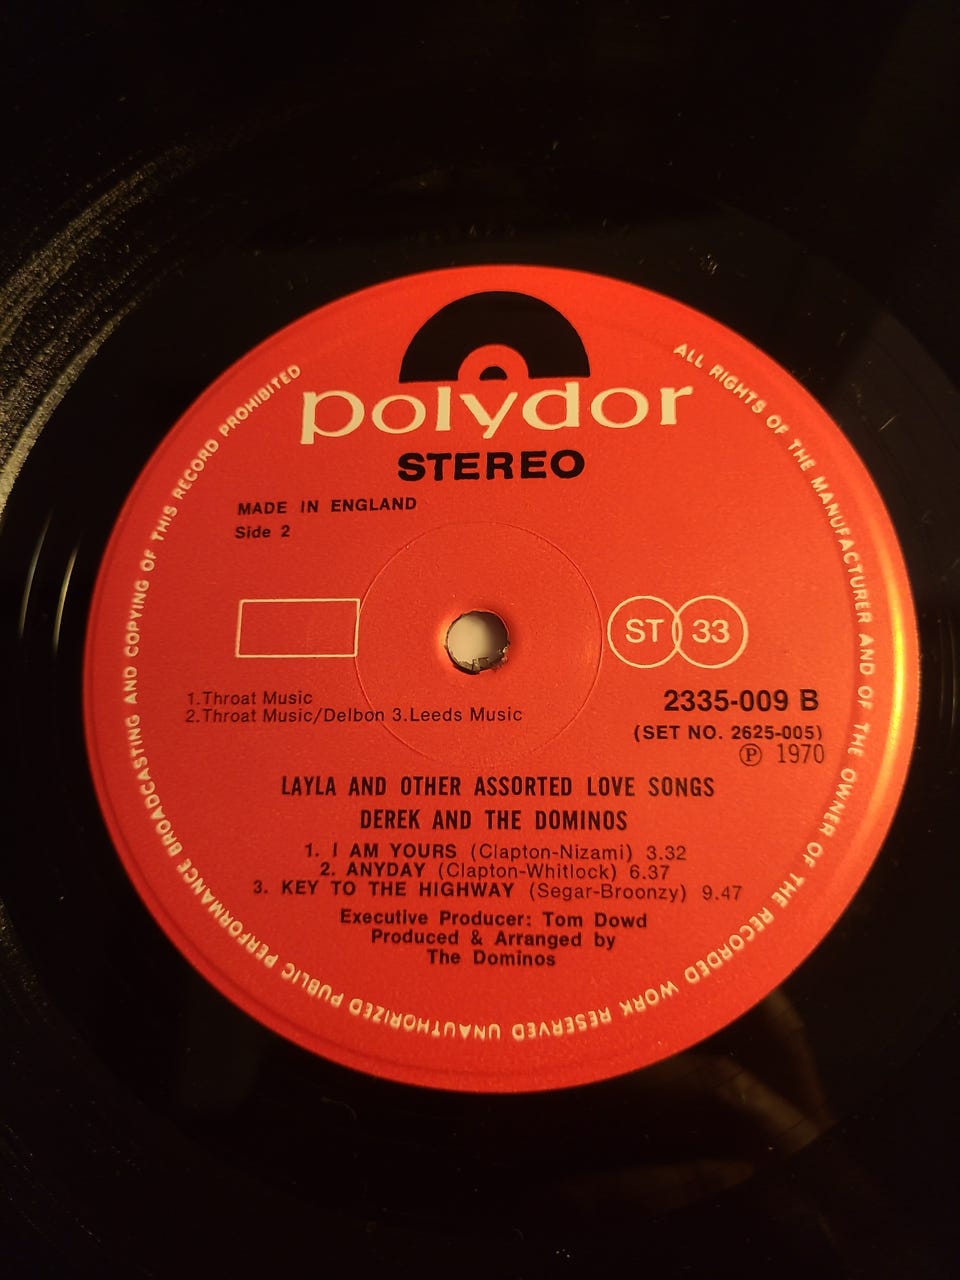 polydor
STEREO
MADE IN ENGLAND
Side 2
ST 33
1.Throat Music
2.Throat Music/Delbon 3.Leeds Music
2335-009 B
(SET NO. 2625-005)
℗ 1970
LAYLA AND OTHER ASSORTED LOVE SONGS
DEREK AND THE DOMINOS
1. I AM YOURS (Clapton-Nizami) 3.32
2. ANYDAY (Clapton-Whitlock) 6.37
3. KEY TO THE HIGHWAY (Segar-Broonzy) 9.47
Executive Producer: Tom Dowd
Produced & Arranged by
The Dominos
ALL RIGHTS OF THE MANUFACTURER AND OF THE OWNER OF THE RECORDED WORK RESERVED UNAUTHORIZED PUBLIC PERFORMANCE BROADCASTING AND COPYING OF THIS RECORD PROHIBITED